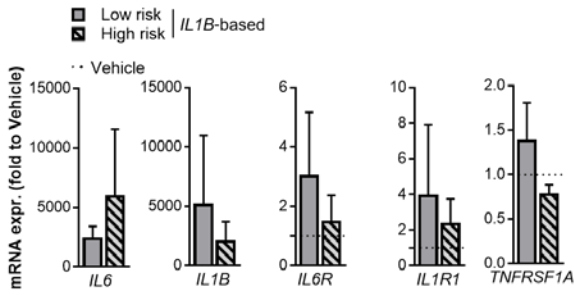 Low risk
High risk
IL1B-based
Vehicle
mRNA expr. (fold to Vehicle)
15000
10000
5000
0
IL6
15000
10000
5000
0
IL1B
6
4
2
0
IL6R
10
8
6
4
2
0
IL1R1
2.0
1.5
1.0
0.5
0.0
TNFRSF1A